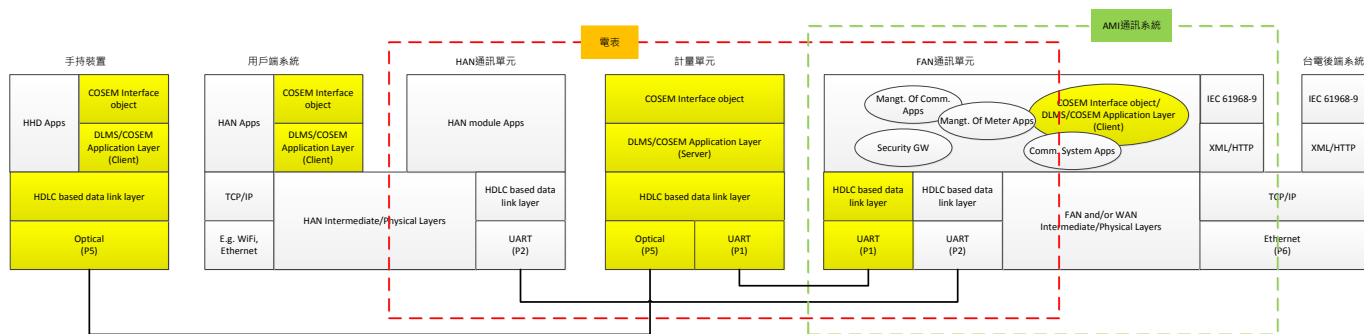 電表
AMI通訊系統
手持裝置
用戶端系統
HAN通訊單元
計量單元
FAN通訊單元
台電後端系統
HHD Apps
COSEM Interface
object
DLMS/COSEM
Application Layer
(Client)
HDLC based data link layer
Optical
(P5)
HAN Apps
COSEM Interface
object
DLMS/COSEM
Application Layer
(Client)
TCP/IP
E.g. WiFi,
Ethernet
HAN Intermediate/Physical Layers
HAN module Apps
HDLC based data
link layer
UART
(P2)
COSEM Interface object
DLMS/COSEM Application Layer
(Server)
HDLC based data link layer
Optical
(P5)
UART
(P1)
Mangt. Of Comm.
Apps
Mangt. Of Meter Apps
Security GW
COSEM Interface object/
DLMS/COSEM Application Layer
(Client)
Comm. System Apps
HDLC based data
link layer
HDLC based data
link layer
UART
(P1)
UART
(P2)
FAN and/or WAN
Intermediate/Physical Layers
IEC 61968-9
XML/HTTP
IEC 61968-9
XML/HTTP
TCP/IP
Ethernet
(P6)